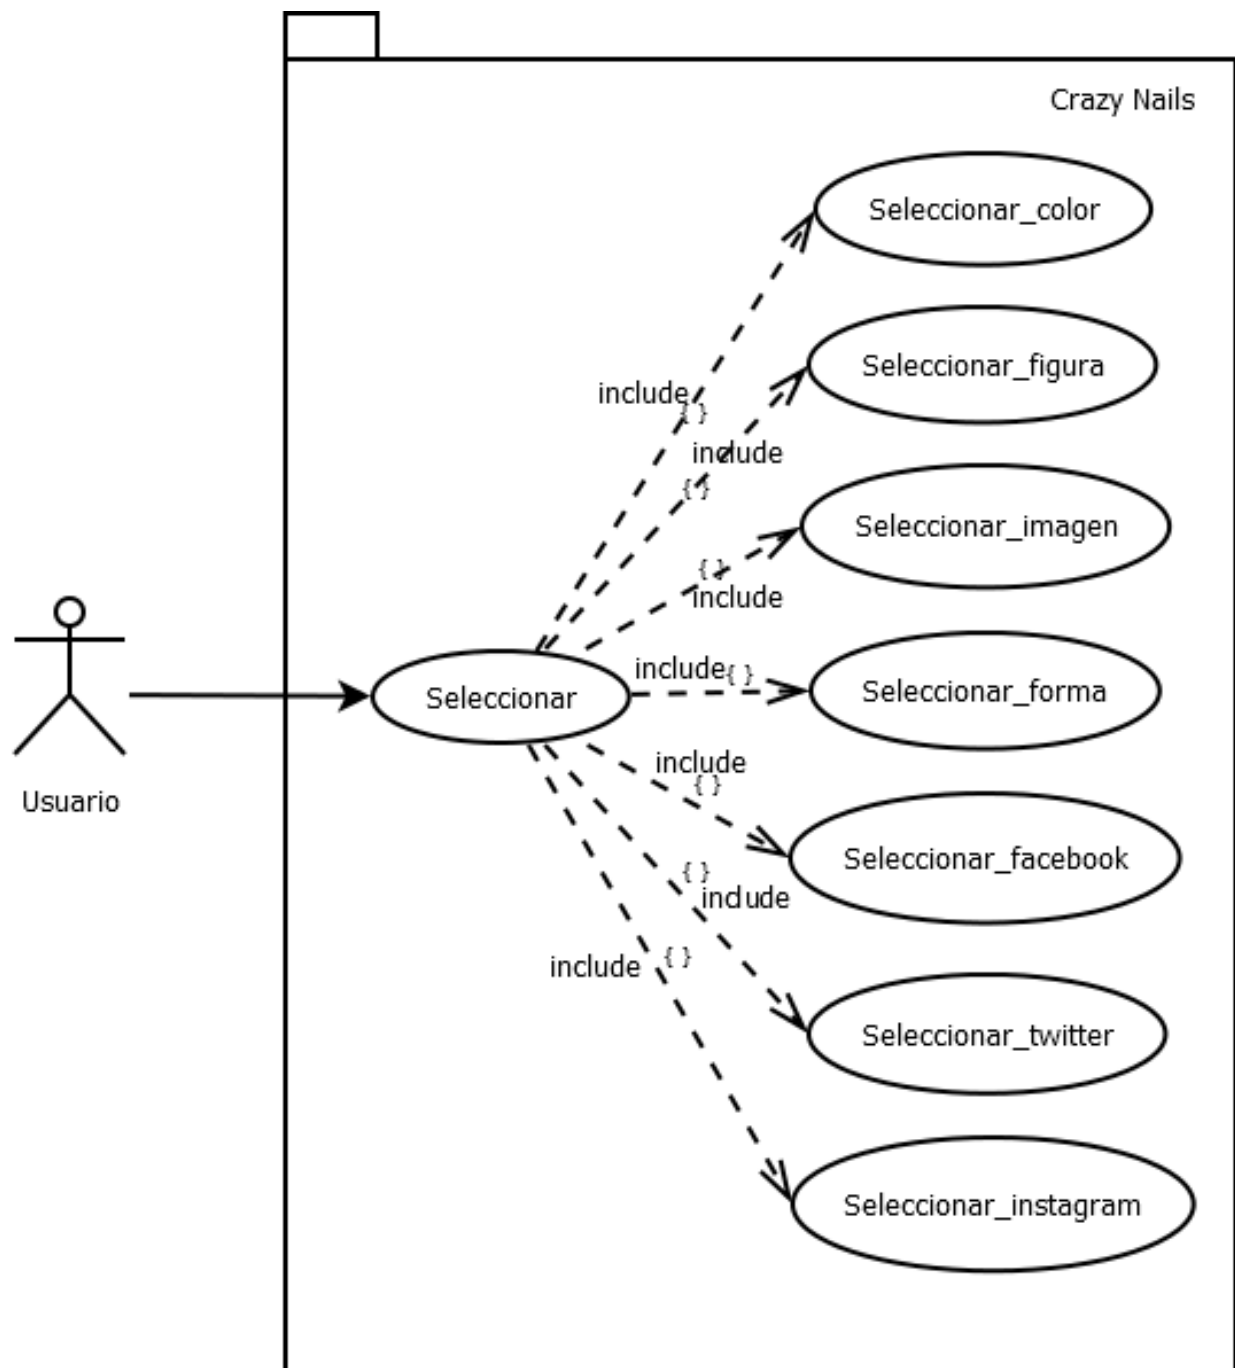 Crazy Nails
Seleccionar_color
Seleccionar_figura
include
{ }
include
{ }
Seleccionar_imagen
{ }
include
include
{ }
Seleccionar
Seleccionar_forma
Usuario
include
{ }
Seleccionar_facebook
{ }
include
include
{ }
Seleccionar_twitter
Seleccionar_instagram